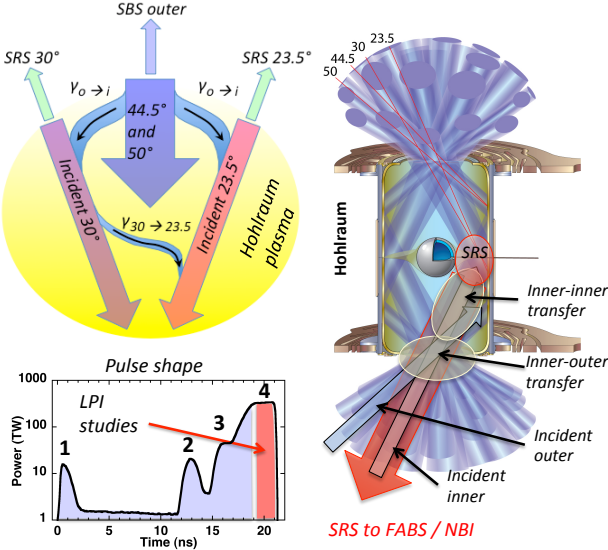 SBS outer
SRS 30°
SRS 23.5°
γo → i
γo → i
44.5°
and
50°
Incident 30°
Incident 23.5°
γ30 → 23.5
Hohlraum
plasma
Pulse shape
Power (TW)
1000
100
10
1
LPI
studies
1
2
3
4
0
5
10
15
20
Time (ns)
23.5
30
44.5
50
Hohlraum
SRS
Inner-inner
transfer
Inner-outer
transfer
Incident
outer
Incident
inner
SRS to FABS / NBI